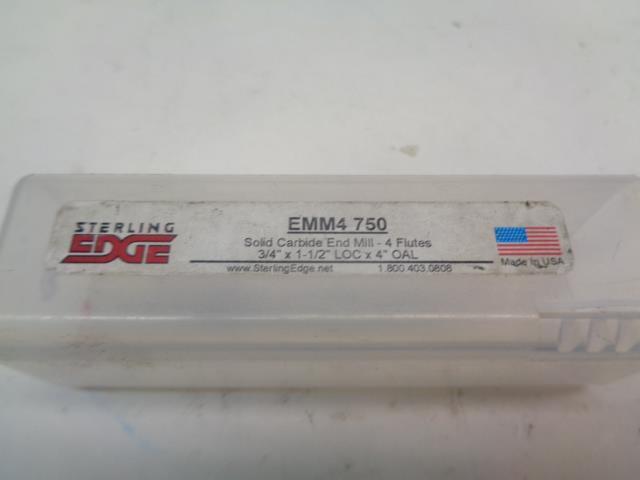 STERLING
EDGE
EMM4 750
Solid Carbide End Mill - 4 Flutes
3/4" x 1-1/2" LOC x 4" OAL
www.SterlingEdge.net 1.800.403.0808
Made In USA